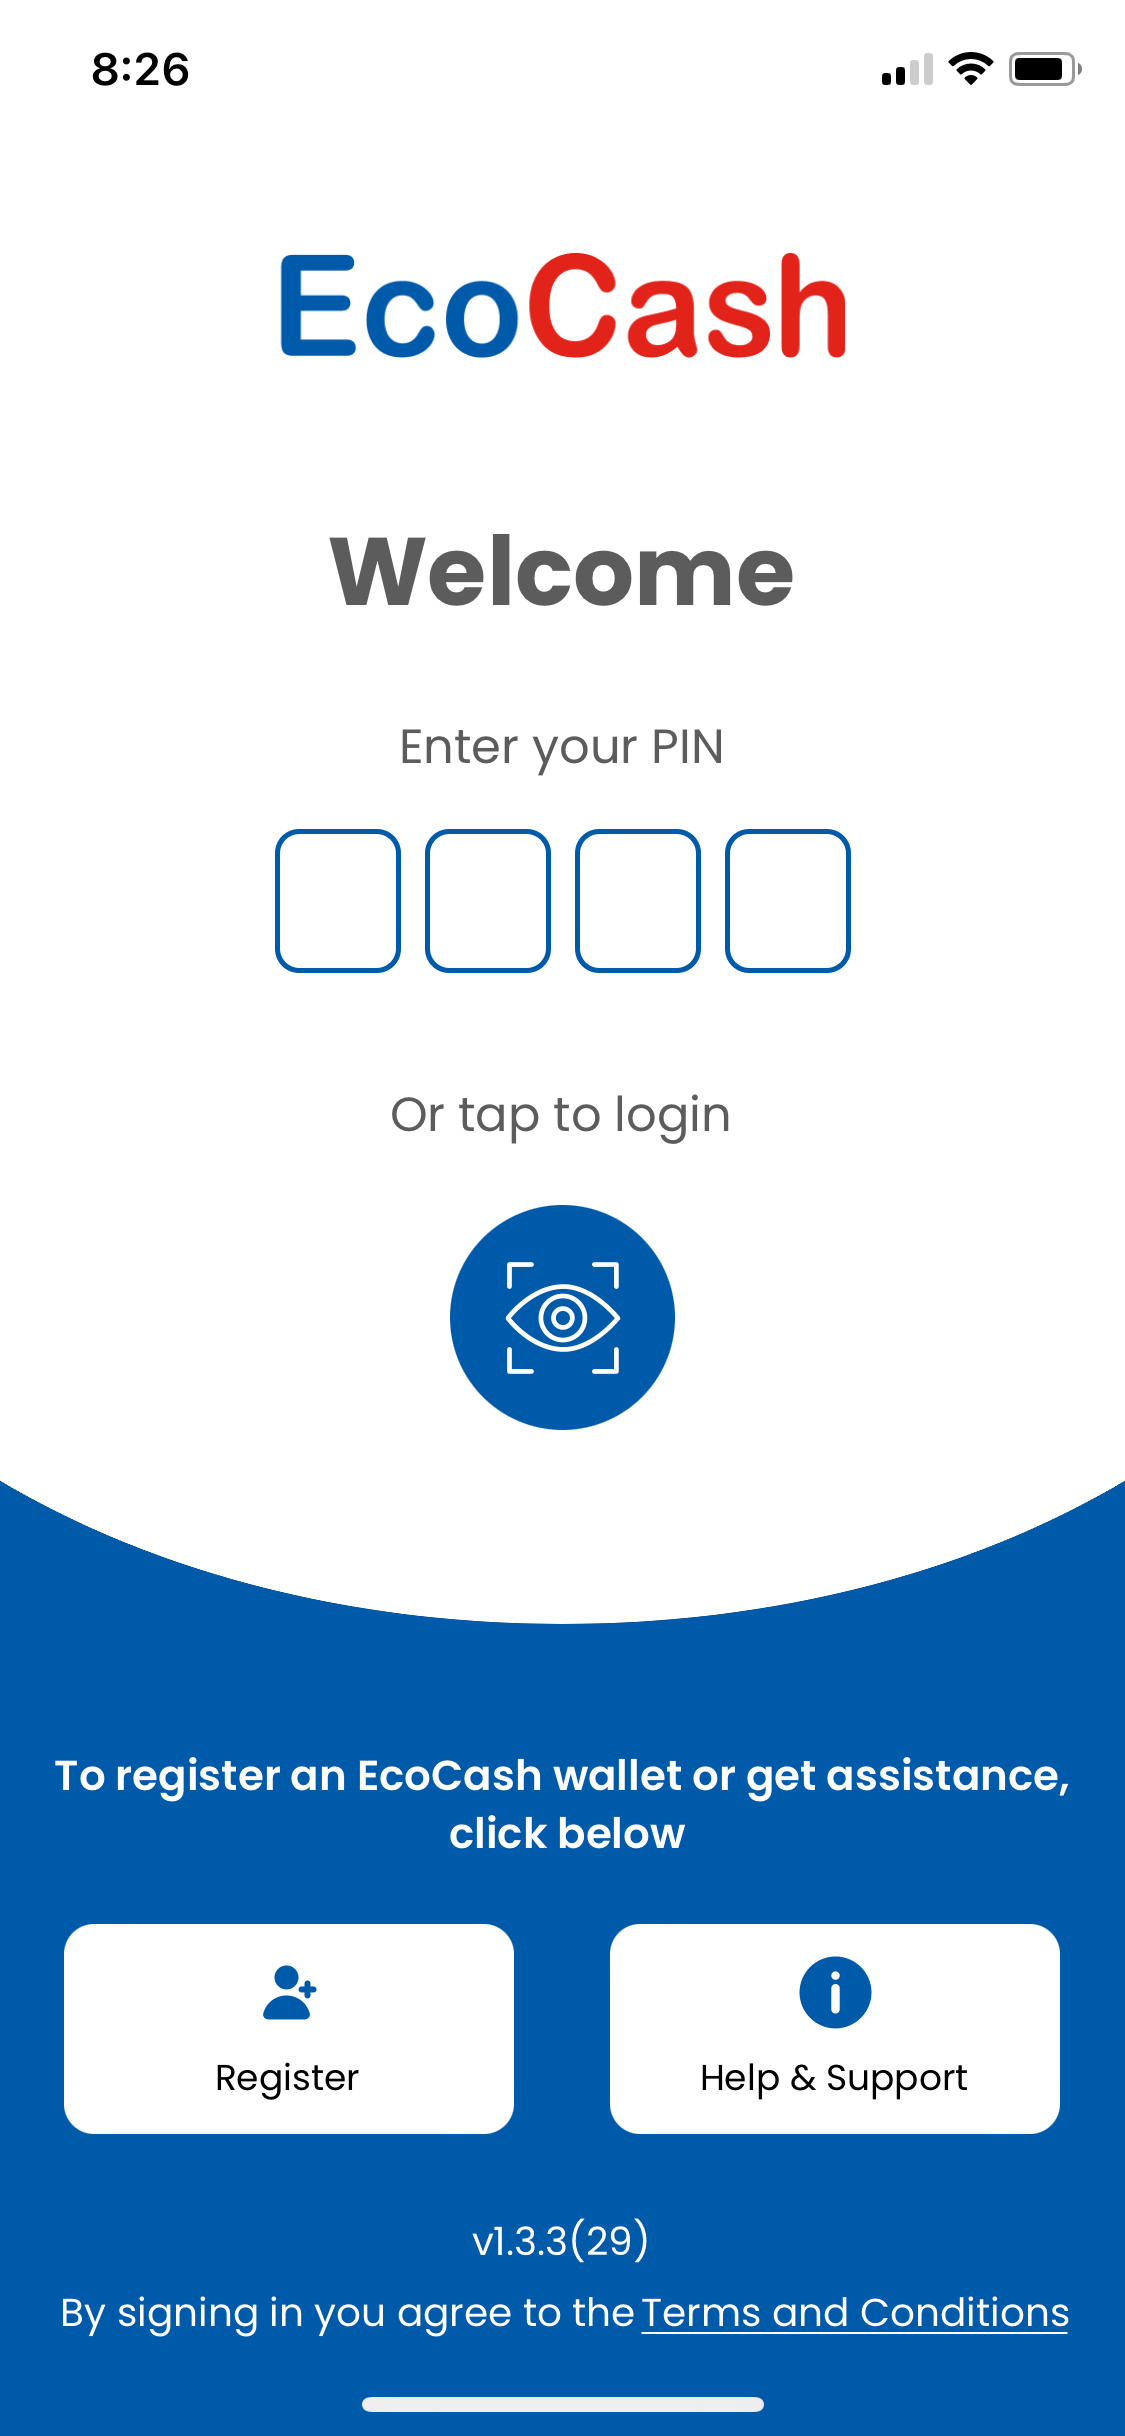 8:26
EcoCash
Welcome
Enter your PIN
Or tap to login
To register an EcoCash wallet or get assistance,
click below
Register
Help & Support
v1.3.3(29)
By signing in you agree to the Terms and Conditions